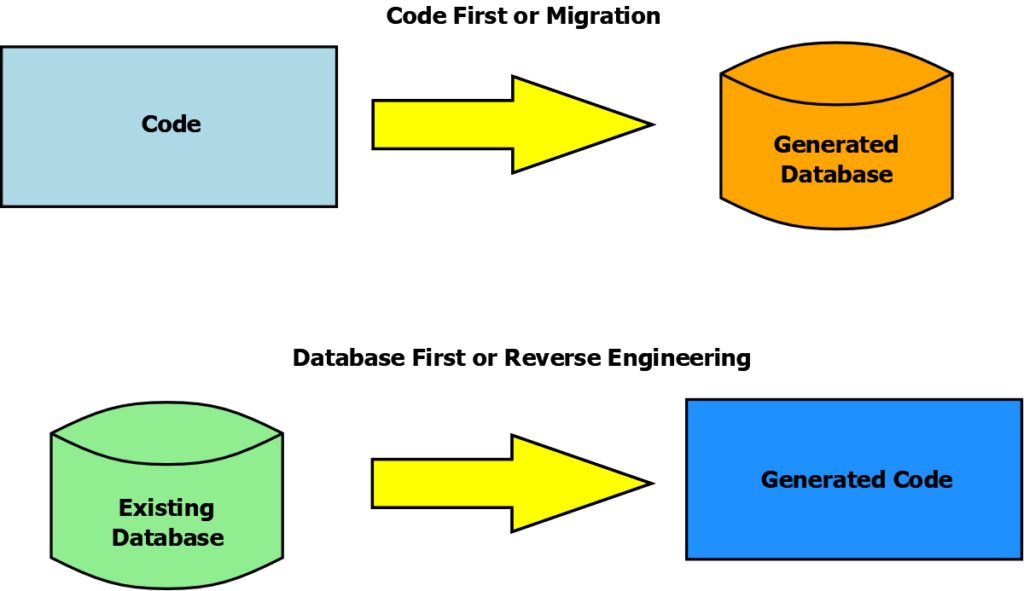 Code First or Migration
Code
Generated
Database
Database First or Reverse Engineering
Existing
Database
Generated Code